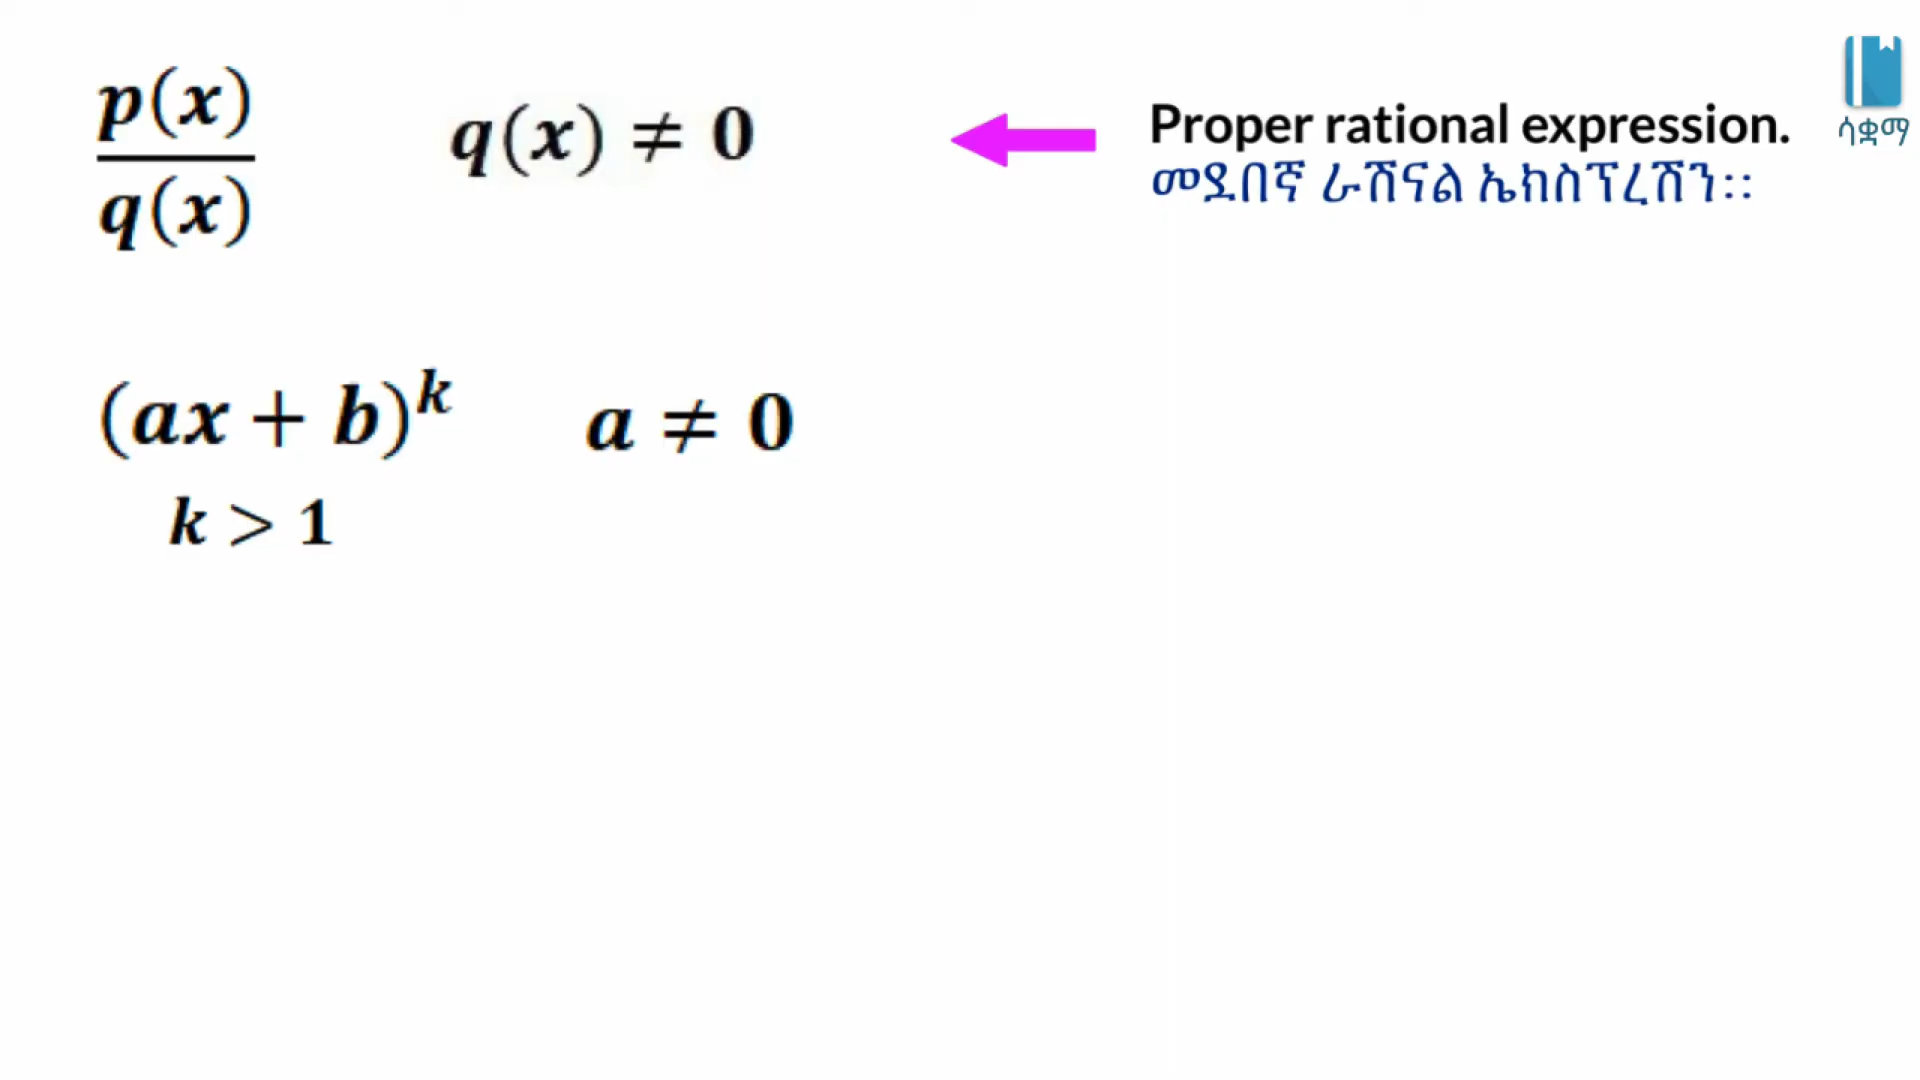 p(x)
q(x)
q(x) ≠ 0
Proper rational expression.
መደበኛ ራሽናል ኤክስፕረሽን፡፡
ሳቋማ
(ax + b)^k
a ≠ 0
k > 1